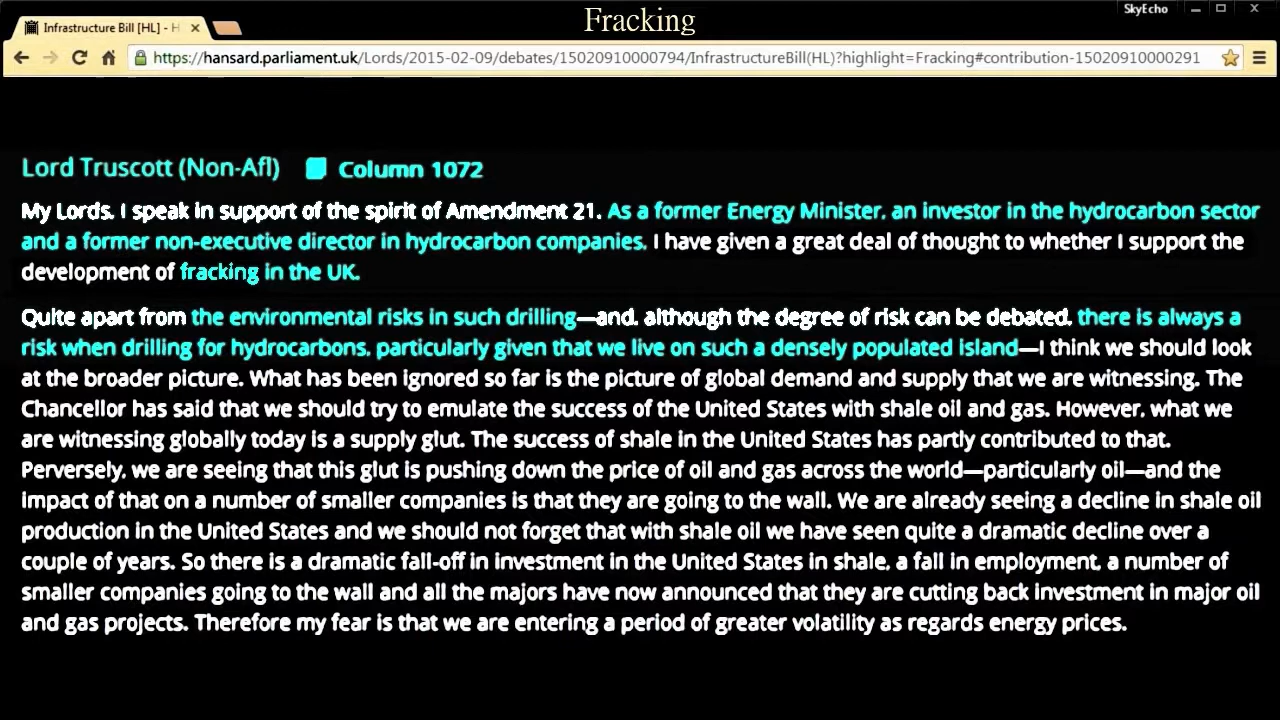 SkyEcho
Fracking
Infrastructure Bill [HL] - H
https://hansard.parliament.uk/Lords/2015-02-09/debates/15020910000794/InfrastructureBill(HL)?highlight=Fracking#contribution-15020910000291
Lord Truscott (Non-Afl) Column 1072
My Lords, I speak in support of the spirit of Amendment 21. As a former Energy Minister, an investor in the hydrocarbon sector
and a former non-executive director in hydrocarbon companies, I have given a great deal of thought to whether I support the
development of fracking in the UK.
Quite apart from the environmental risks in such drilling—and, although the degree of risk can be debated, there is always a
risk when drilling for hydrocarbons, particularly given that we live on such a densely populated island—I think we should look
at the broader picture. What has been ignored so far is the picture of global demand and supply that we are witnessing. The
Chancellor has said that we should try to emulate the success of the United States with shale oil and gas. However, what we
are witnessing globally today is a supply glut. The success of shale in the United States has partly contributed to that.
Perversely, we are seeing that this glut is pushing down the price of oil and gas across the world—particularly oil—and the
impact of that on a number of smaller companies is that they are going to the wall. We are already seeing a decline in shale oil
production in the United States and we should not forget that with shale oil we have seen quite a dramatic decline over a
couple of years. So there is a dramatic fall-off in investment in the United States in shale, a fall in employment, a number of
smaller companies going to the wall and all the majors have now announced that they are cutting back investment in major oil
and gas projects. Therefore my fear is that we are entering a period of greater volatility as regards energy prices.